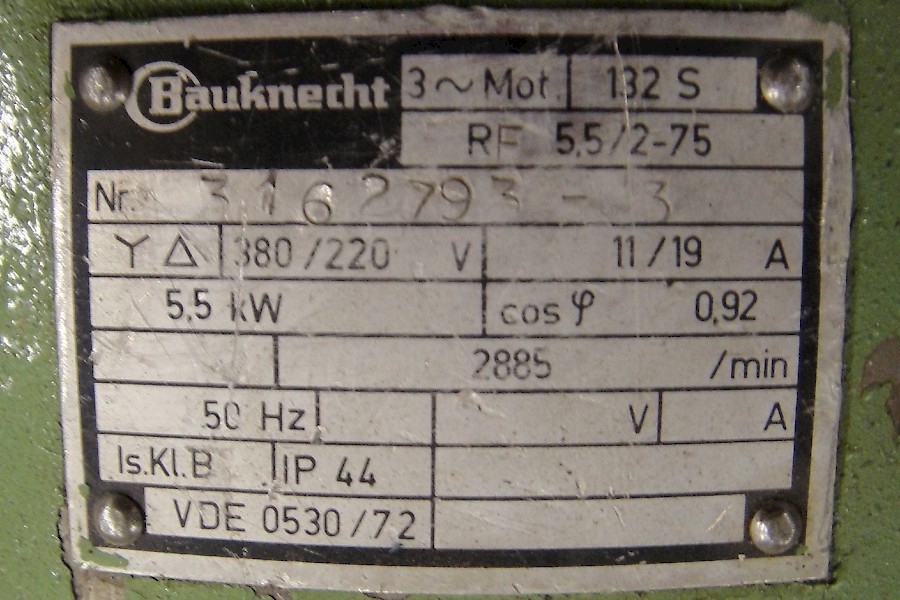 Bauknecht 3~Mot. 132 S
RF 5,5/2-75
Nr. 3162793-3
Y Δ 380/220 V 11/19 A
5,5 kW cos φ 0,92
2885 /min
50 Hz V A
Is.Kl.B IP 44
VDE 0530/72